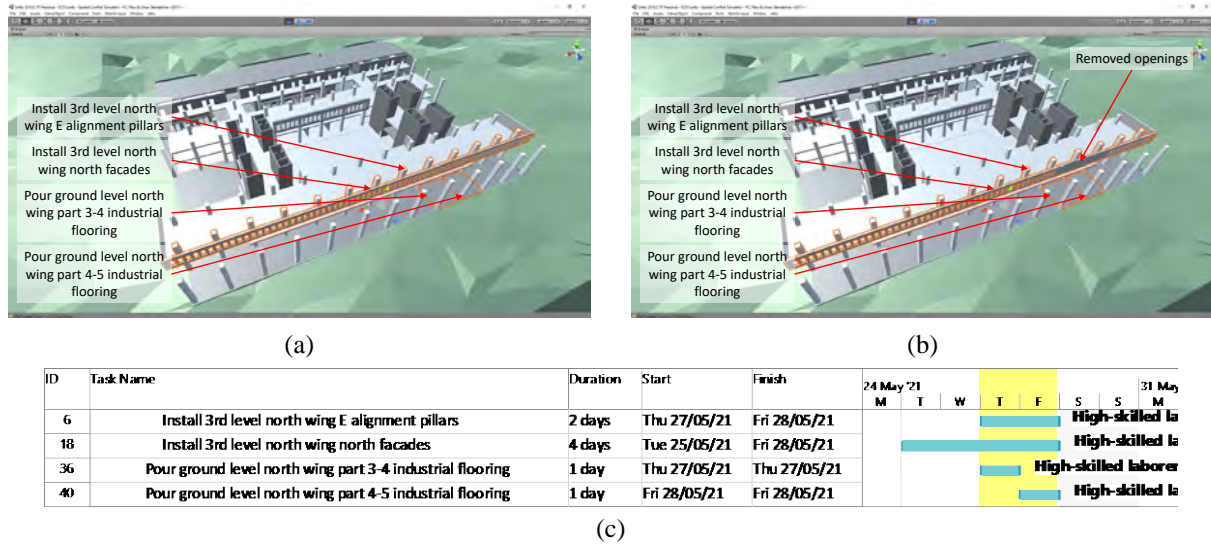 Removed openings
Install 3rd level north
wing E alignment pillars
Install 3rd level north
wing north facades
Pour ground level north
wing part 3-4 industrial
flooring
Pour ground level north
wing part 4-5 industrial
flooring
Install 3rd level north
wing E alignment pillars
Install 3rd level north
wing north facades
Pour ground level north
wing part 3-4 industrial
flooring
Pour ground level north
wing part 4-5 industrial
flooring
(a)
(b)
ID Task Name Duration Start Finish 24 May '21 31 May
M T W T F S S M
6 Install 3rd level north wing E alignment pillars 2 days Thu 27/05/21 Fri 28/05/21 High-skilled la
18 Install 3rd level north wing north facades 4 days Tue 25/05/21 Fri 28/05/21 High-skilled la
36 Pour ground level north wing part 3-4 industrial flooring 1 day Thu 27/05/21 Thu 27/05/21 High-skilled laborer
40 Pour ground level north wing part 4-5 industrial flooring 1 day Fri 28/05/21 Fri 28/05/21 High-skilled la
(c)